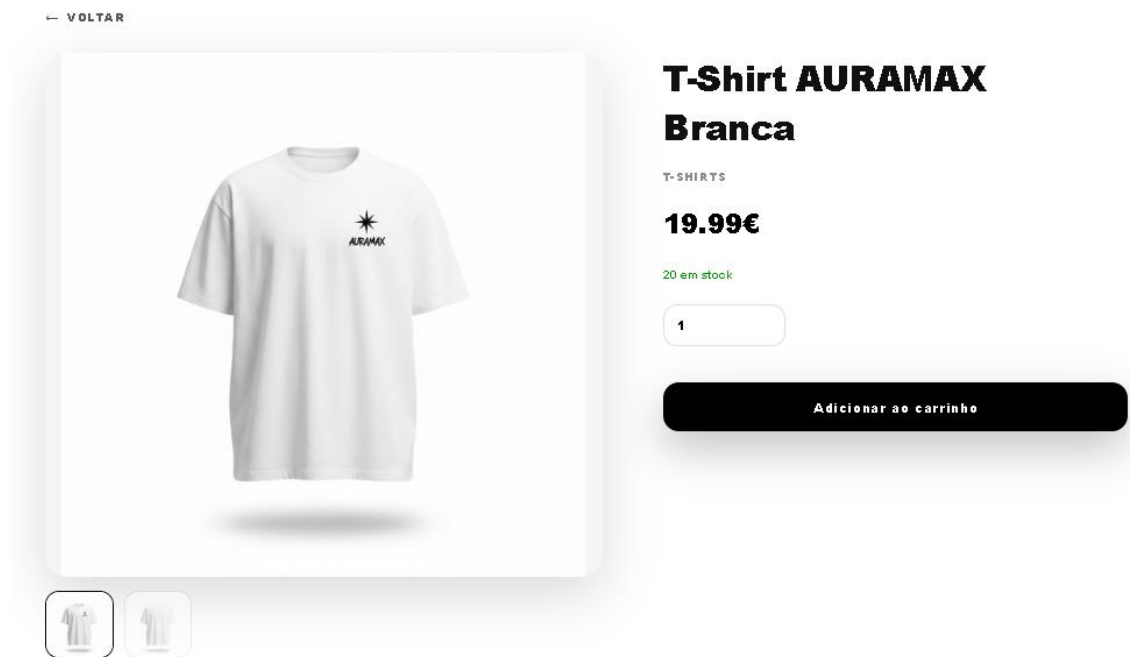 ← VOLTAR
T-Shirt AURAMAX
Branca
T-SHIRTS
19.99€
20 em stock
1
Adicionar ao carrinho
AURAMAX